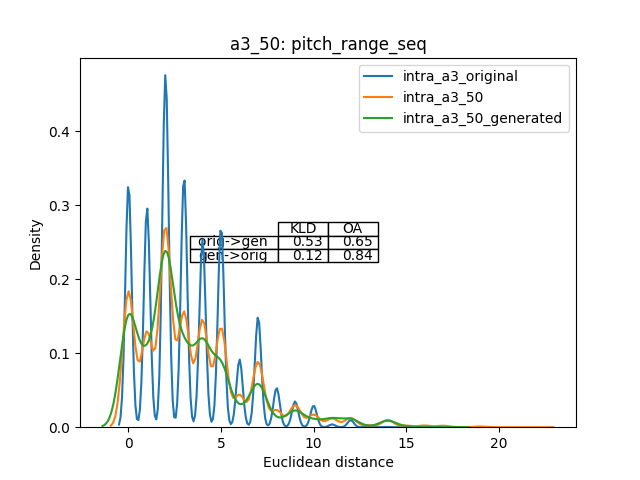 a3_50: pitch_range_seq
intra_a3_original
intra_a3_50
intra_a3_50_generated
KLD OA
orig->gen 0.53 0.65
gen->orig 0.12 0.84
Density
0.4
0.3
0.2
0.1
0.0
0 5 10 15 20
Euclidean distance